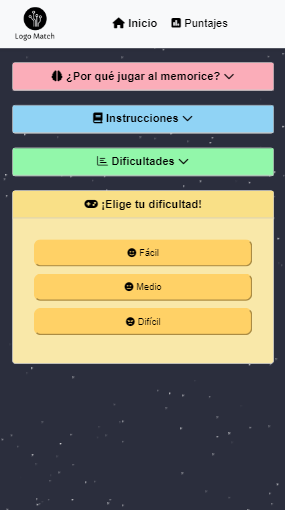 Logo Match
Inicio
Puntajes
¿Por qué jugar al memorice?
Instrucciones
Dificultades
¡Elige tu dificultad!
Fácil
Medio
Difícil